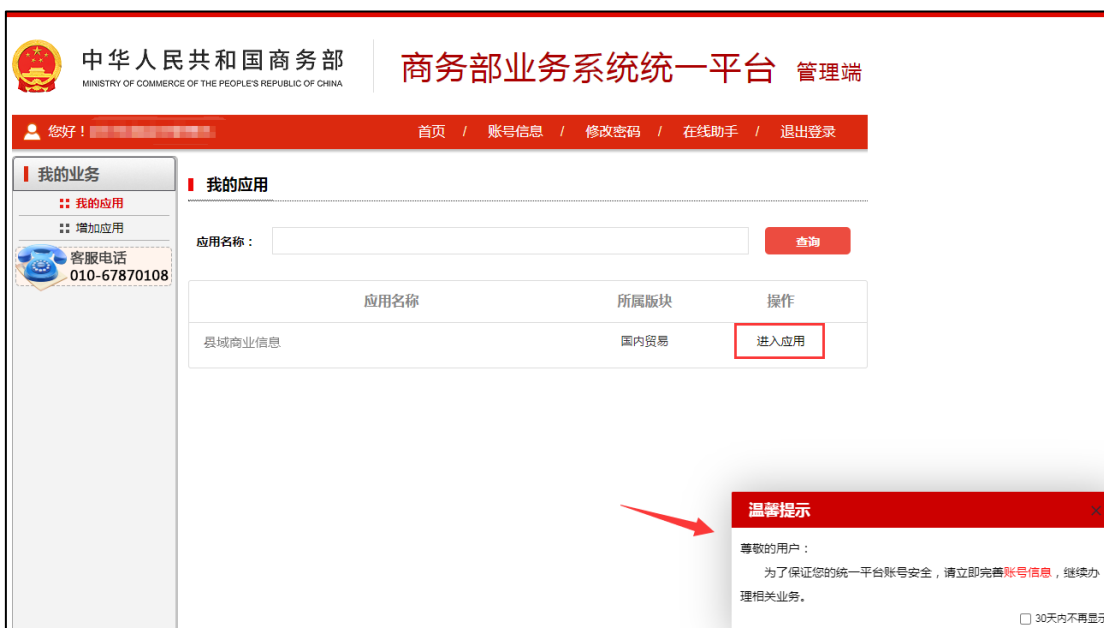 中华人民共和国商务部
MINISTRY OF COMMERCE OF THE PEOPLE'S REPUBLIC OF CHINA
商务部业务系统统一平台 管理端
您好！
首页 / 账号信息 / 修改密码 / 在线助手 / 退出登录
我的业务
我的应用
增加应用
客服电话
010-67870108
我的应用
应用名称：
查询
应用名称 所属版块 操作
县域商业信息 国内贸易 进入应用
温馨提示
尊敬的用户：
为了保证您的统一平台账号安全，请立即完善账号信息，继续办
理相关业务。
30天内不再显示